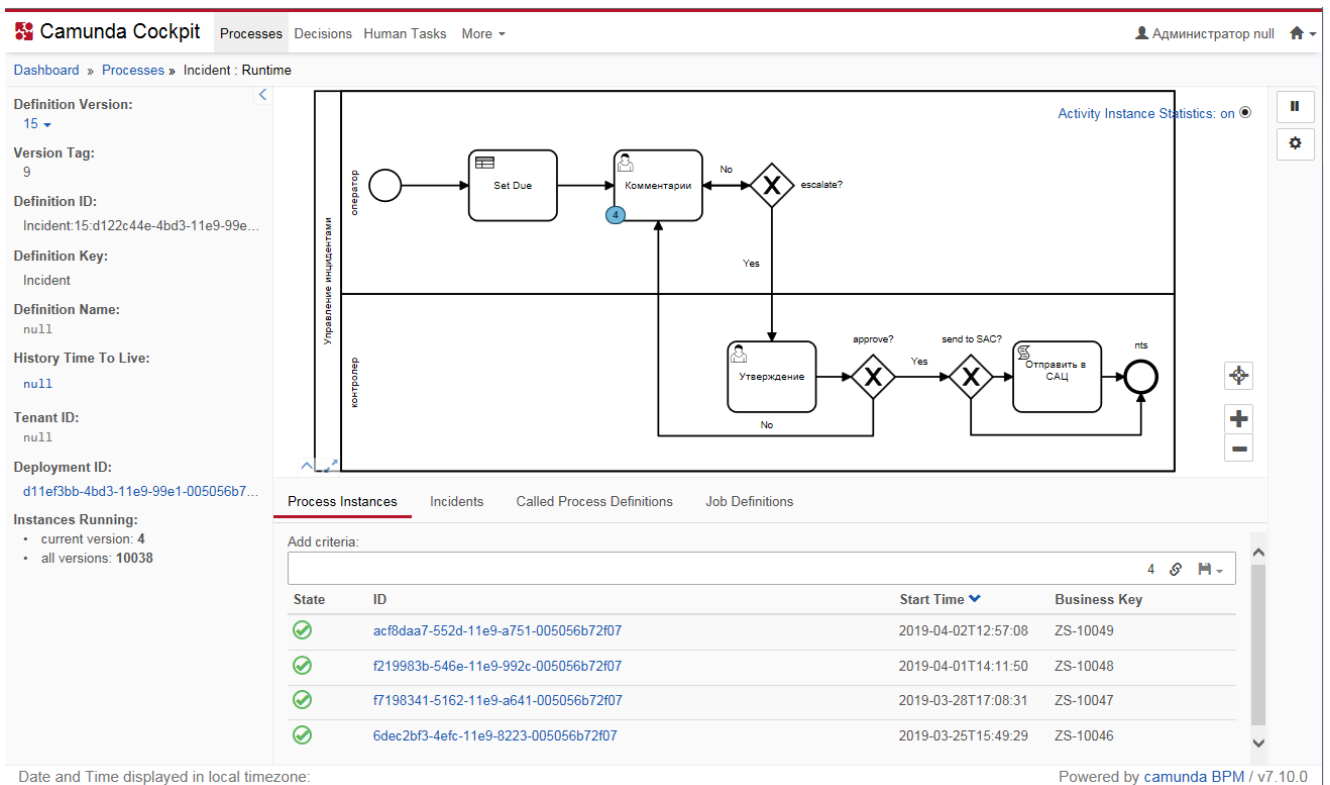 Camunda Cockpit Processes Decisions Human Tasks More Администратор null
Dashboard » Processes » Incident : Runtime
Definition Version:
15
Version Tag:
9
Definition ID:
Incident:15:d122c44e-4bd3-11e9-99e...
Definition Key:
Incident
Definition Name:
null
History Time To Live:
null
Tenant ID:
null
Deployment ID:
d11ef3bb-4bd3-11e9-99e1-005056b7...
Instances Running:
• current version: 4
• all versions: 10038
Activity Instance Statistics: on
Управление инцидентами
оператор
Set Due
Комментарии
4
No
escalate?
Yes
контролер
Утверждение
approve?
Yes
No
send to SAC?
Отправить в
САЦ
nts
Process Instances Incidents Called Process Definitions Job Definitions
Add criteria:
4
State ID Start Time Business Key
acf8daa7-552d-11e9-a751-005056b72f07 2019-04-02T12:57:08 ZS-10049
f219983b-546e-11e9-992c-005056b72f07 2019-04-01T14:11:50 ZS-10048
f7198341-5162-11e9-a641-005056b72f07 2019-03-28T17:08:31 ZS-10047
6dec2bf3-4efc-11e9-8223-005056b72f07 2019-03-25T15:49:29 ZS-10046
Date and Time displayed in local timezone:
Powered by camunda BPM / v7.10.0